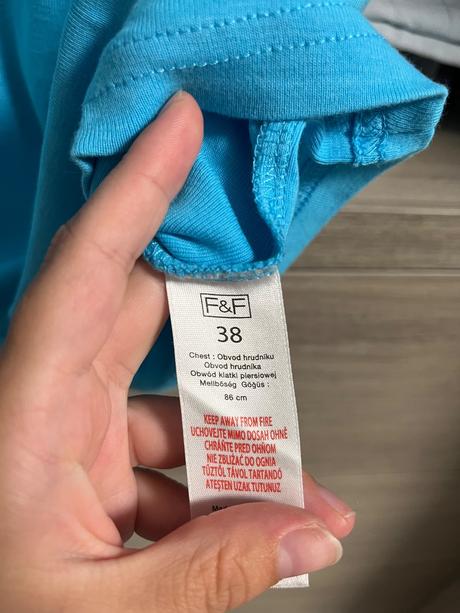 F&F
38
Chest : Obvod hrudníku
Obvod hrudníka
Obwód klatki piersiowej
Mellbőség Göğüs :
86 cm
KEEP AWAY FROM FIRE
UCHOVEJTE MIMO DOSAH OHNĚ
CHRÁŇTE PRED OHŇOM
NIE ZBLIŻAĆ DO OGNIA
TŰZTŐL TÁVOL TARTANDÓ
ATEŞTEN UZAK TUTUNUZ